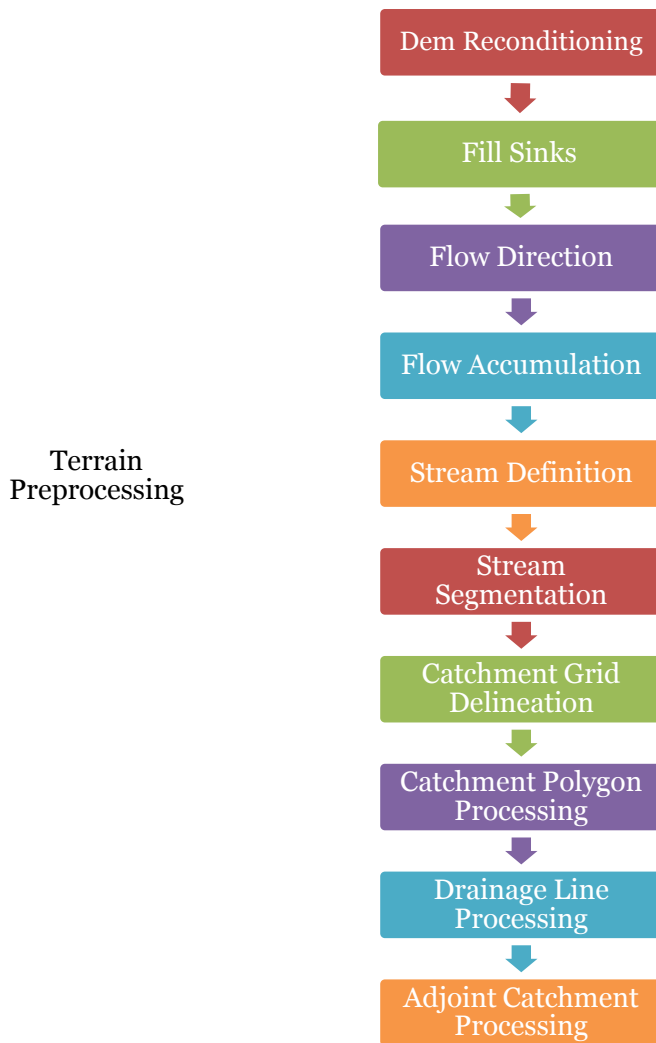 Dem Reconditioning
Fill Sinks
Flow Direction
Flow Accumulation
Terrain
Preprocessing
Stream Definition
Stream
Segmentation
Catchment Grid
Delineation
Catchment Polygon
Processing
Drainage Line
Processing
Adjoint Catchment
Processing